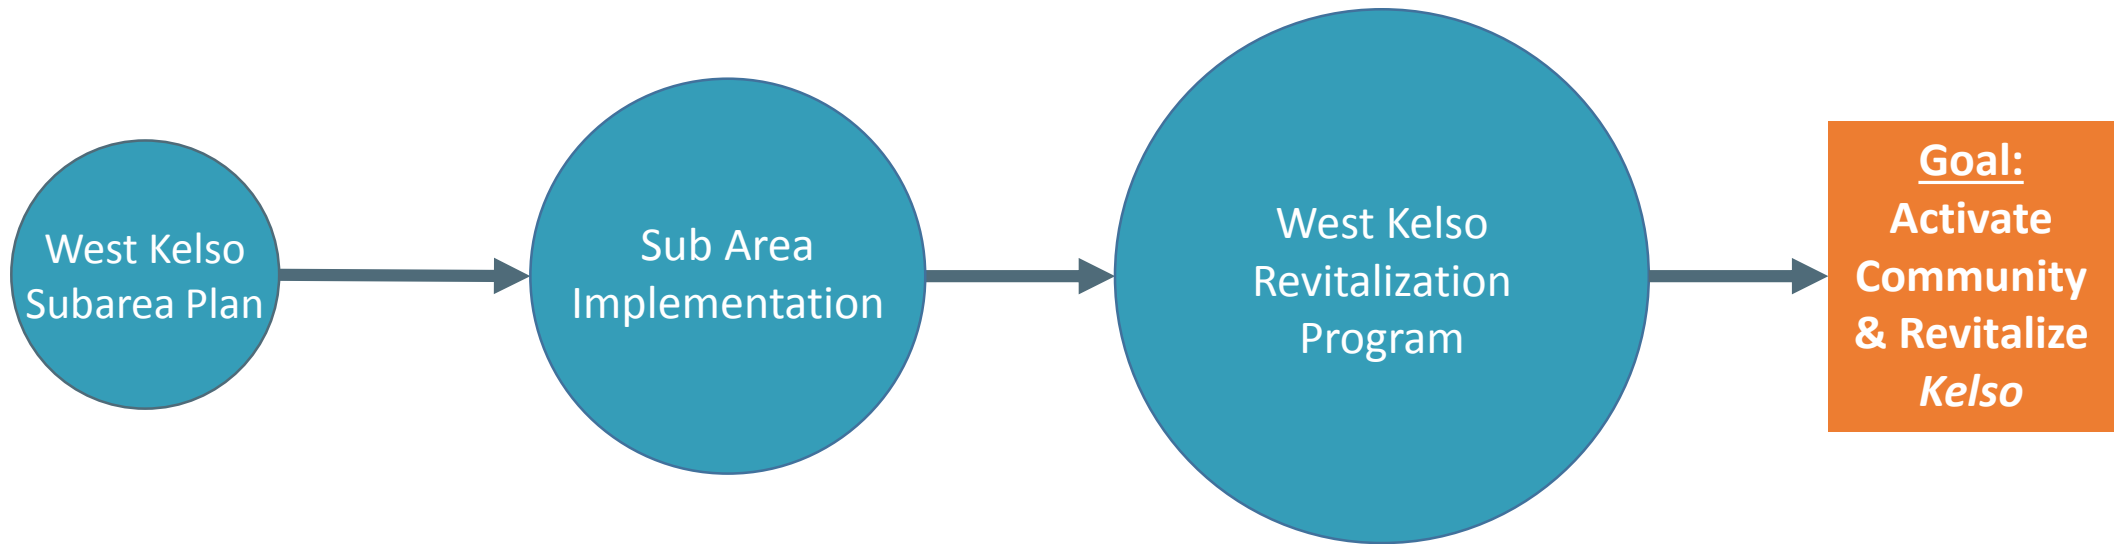 West Kelso
Subarea Plan
Sub Area
Implementation
West Kelso
Revitalization
Program
Goal:
Activate
Community
& Revitalize
Kelso